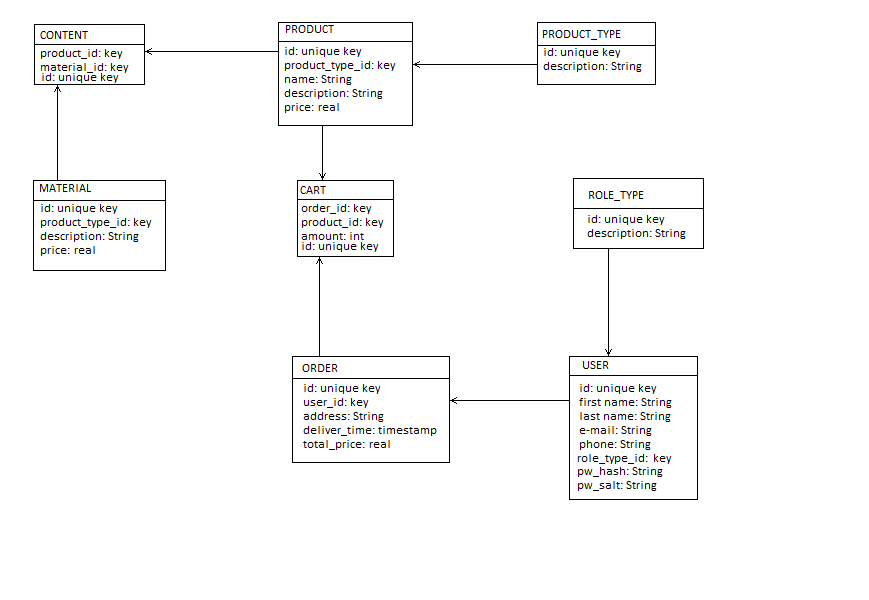 CONTENT
product_id: key
material_id: key
id: unique key
PRODUCT
id: unique key
product_type_id: key
name: String
description: String
price: real
PRODUCT_TYPE
id: unique key
description: String
MATERIAL
id: unique key
product_type_id: key
description: String
price: real
CART
order_id: key
product_id: key
amount: int
id: unique key
ROLE_TYPE
id: unique key
description: String
ORDER
id: unique key
user_id: key
address: String
deliver_time: timestamp
total_price: real
USER
id: unique key
first name: String
last name: String
e-mail: String
phone: String
role_type_id: key
pw_hash: String
pw_salt: String